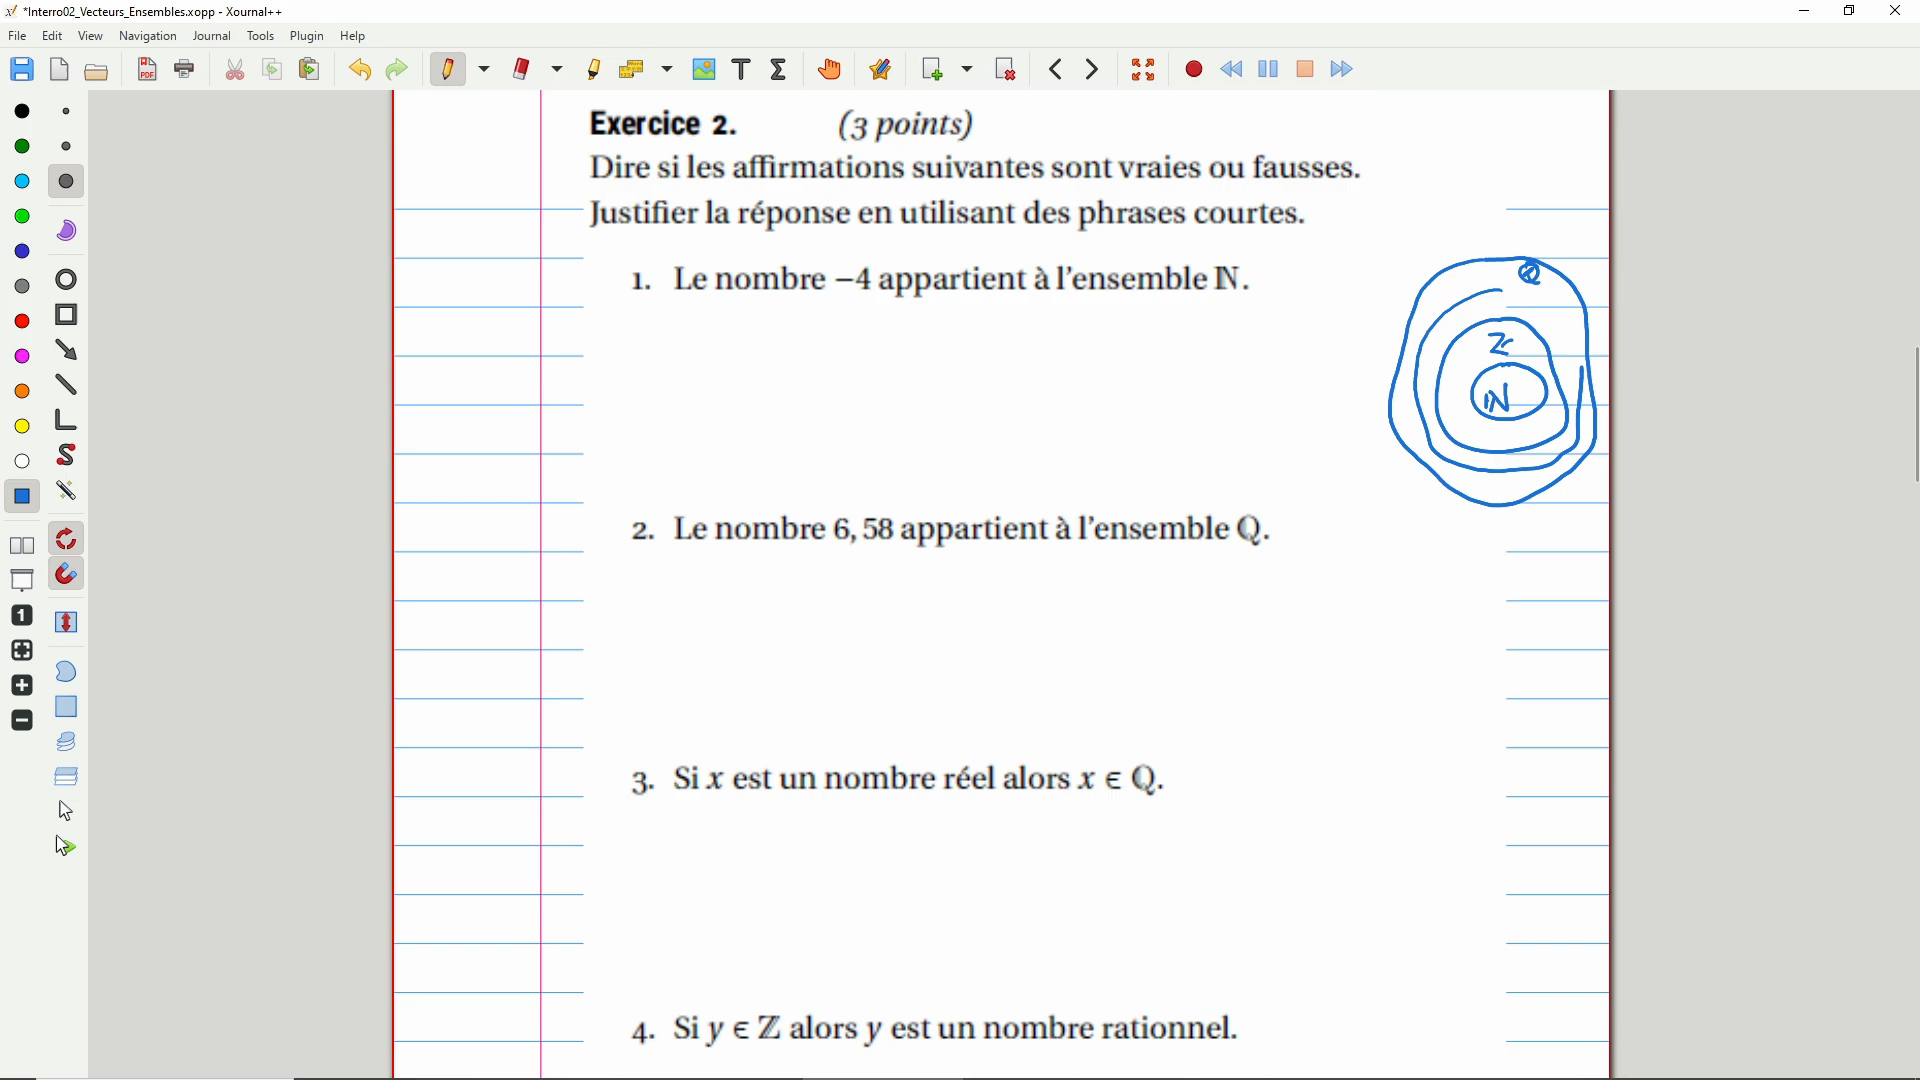 *Interro02_Vecteurs_Ensembles.xopp - Xournal++
File Edit View Navigation Journal Tools Plugin Help
Exercice 2. (3 points)
Dire si les affirmations suivantes sont vraies ou fausses.
Justifier la réponse en utilisant des phrases courtes.
1. Le nombre −4 appartient à l'ensemble ℕ.
ℚ
ℤ
ℕ
2. Le nombre 6, 58 appartient à l'ensemble ℚ.
3. Si x est un nombre réel alors x ∈ ℚ.
4. Si y ∈ ℤ alors y est un nombre rationnel.